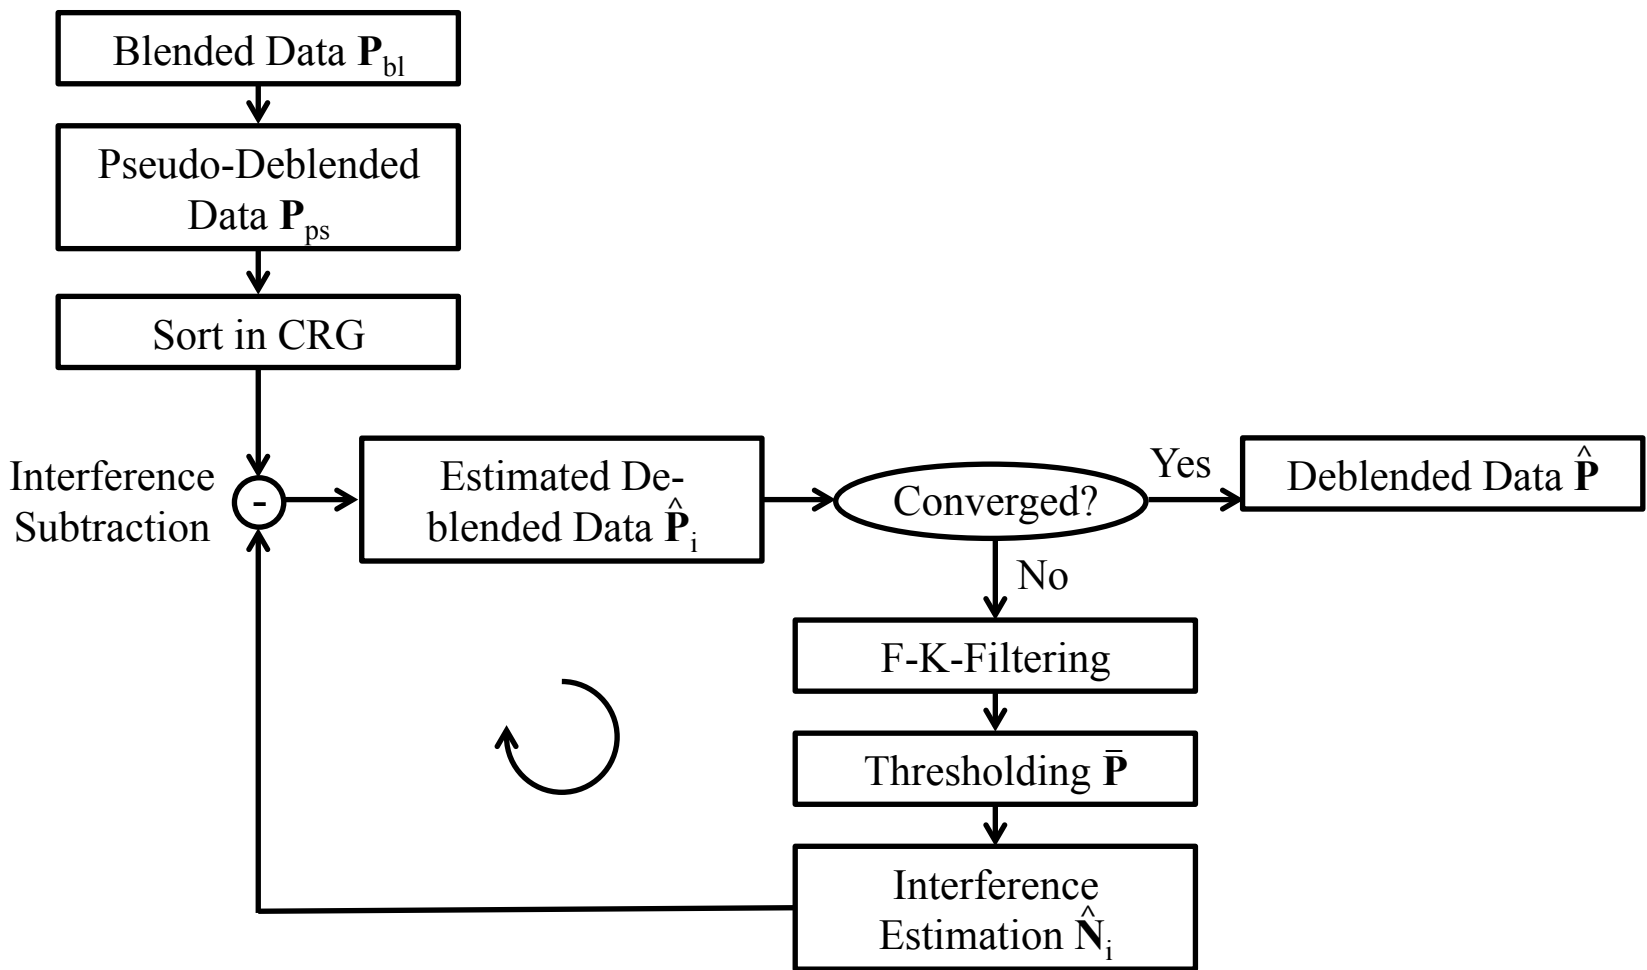 Blended Data P_bl
Pseudo-Deblended
Data P_ps
Sort in CRG
Interference
Subtraction
-
Estimated De-
blended Data P̂_i
Converged?
Yes
Deblended Data P̂
No
F-K-Filtering
Thresholding P̄
Interference
Estimation N̂_i